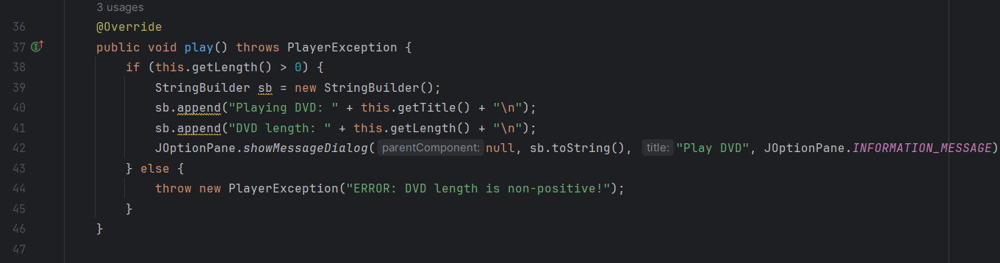 3 usages
36 @Override
37 public void play() throws PlayerException {
38 if (this.getLength() > 0) {
39 StringBuilder sb = new StringBuilder();
40 sb.append("Playing DVD: " + this.getTitle() + "\n");
41 sb.append("DVD length: " + this.getLength() + "\n");
42 JOptionPane.showMessageDialog( parentComponent: null, sb.toString(), title: "Play DVD", JOptionPane.INFORMATION_MESSAGE)
43 } else {
44 throw new PlayerException("ERROR: DVD length is non-positive!");
45 }
46 }
47